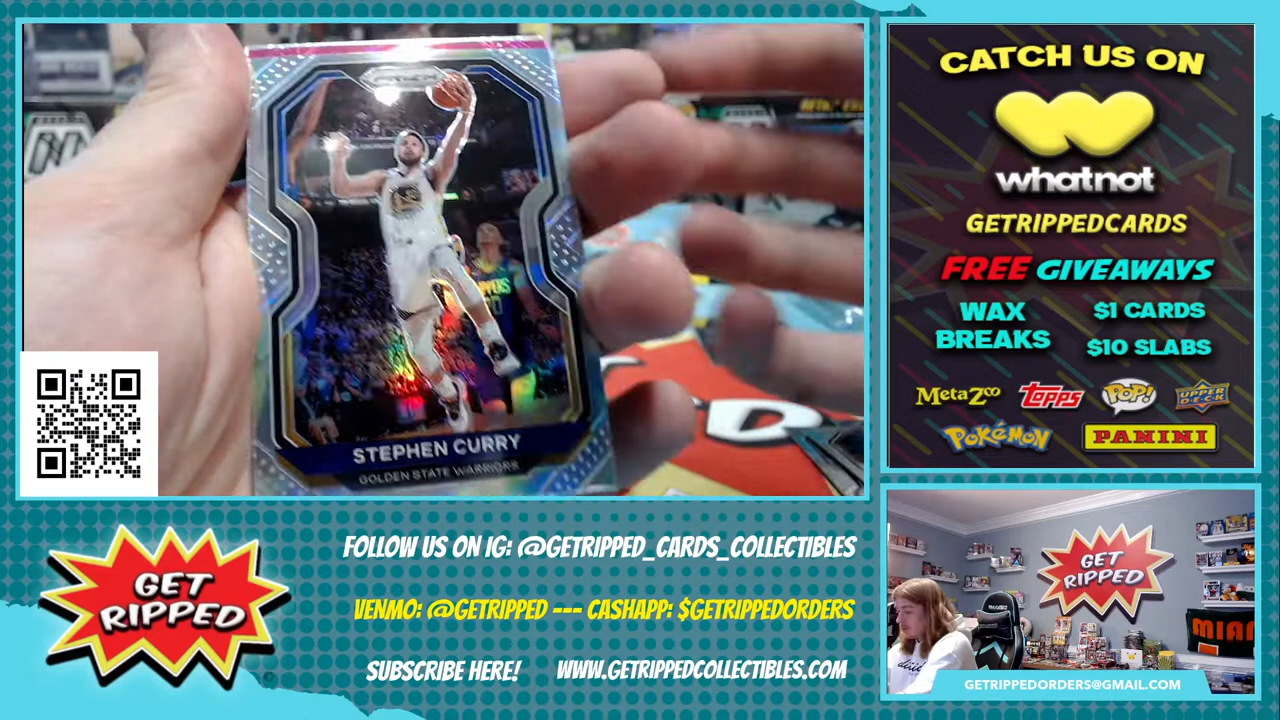 PRIZM
STEPHEN CURRY
GOLDEN STATE WARRIORS
CATCH US ON
whatnot
GETRIPPEDCARDS
FREE GIVEAWAYS
WAX
BREAKS
$1 CARDS
$10 SLABS
MetaZoo
TOPPS
POP!
UPPER
DECK
POKéMON
PANINI
GET
RIPPED
FOLLOW US ON IG: @GETRIPPED_CARDS_COLLECTIBLES
VENMO: @GETRIPPED --- CASHAPP: $GETRIPPEDORDERS
SUBSCRIBE HERE!
WWW.GETRIPPEDCOLLECTIBLES.COM
GET
RIPPED
MIAM
GETRIPPEDORDERS@GMAIL.COM